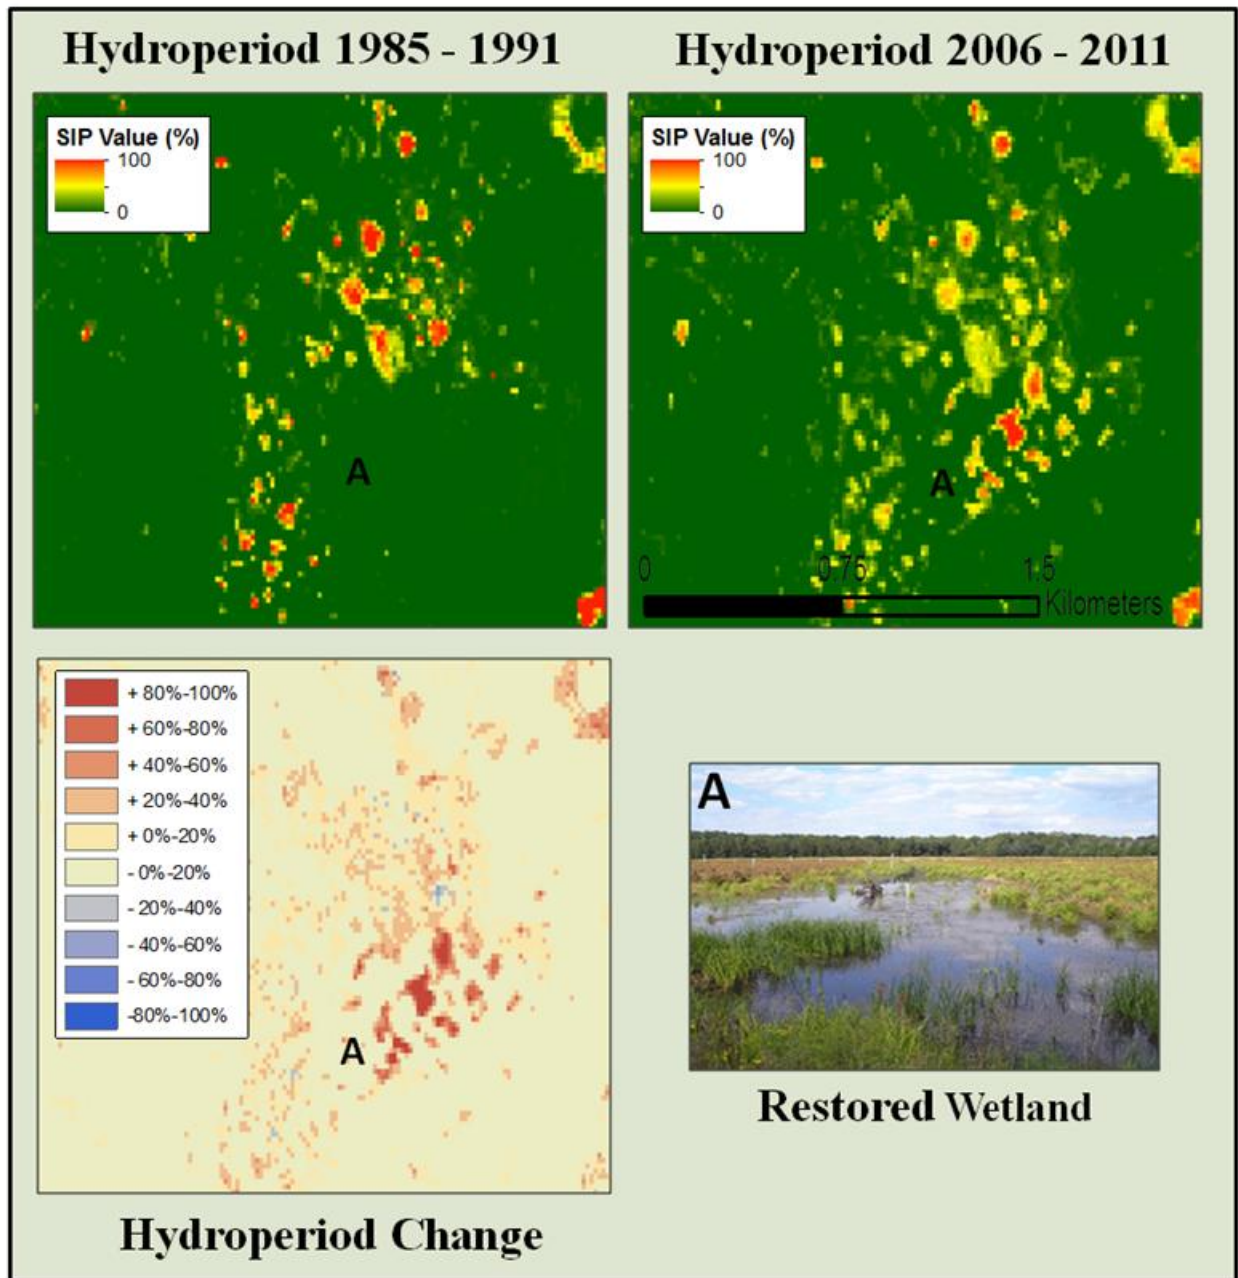 Hydroperiod 1985 - 1991
Hydroperiod 2006 - 2011
SIP Value (%)
100
0
SIP Value (%)
100
0
A
A
0
0.75
1.5
Kilometers
+ 80%-100%
+ 60%-80%
+ 40%-60%
+ 20%-40%
+ 0%-20%
- 0%-20%
- 20%-40%
- 40%-60%
- 60%-80%
-80%-100%
A
A
Restored Wetland
Hydroperiod Change